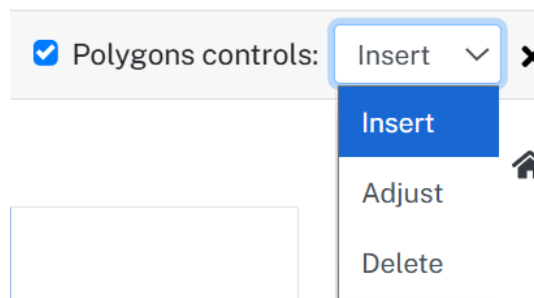 Polygons controls: Insert
Insert
Adjust
Delete